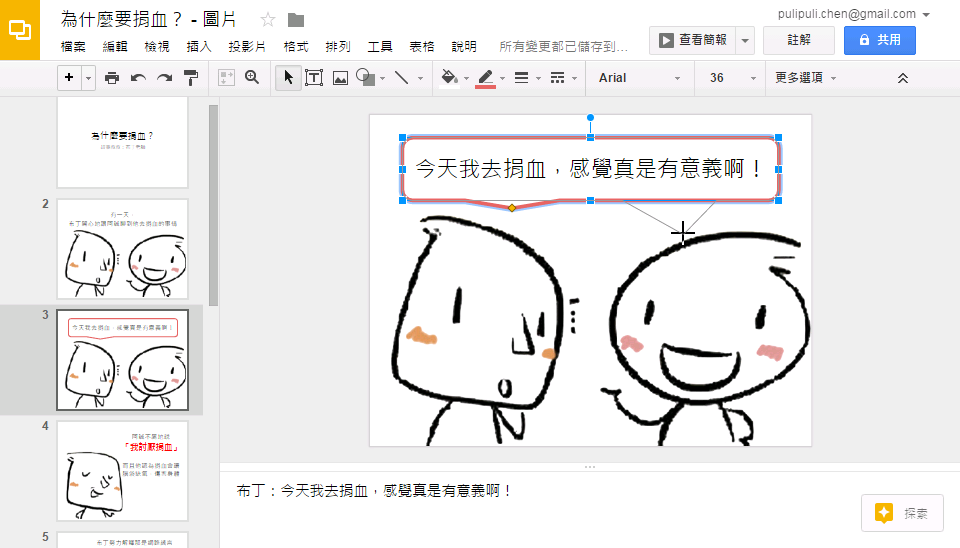 為什麼要捐血？ - 圖片
pulipuli.chen@gmail.com
檔案 編輯 檢視 插入 投影片 格式 排列 工具 表格 說明 所有變更都已儲存到...
查看簡報 註解 共用
Arial 36 更多選項
為什麼要捐血？
2
有一天
3
今天我去捐血，感覺真是有意義啊！
4
「我討厭捐血」
5
今天我去捐血，感覺真是有意義啊！
布丁：今天我去捐血，感覺真是有意義啊！
探索